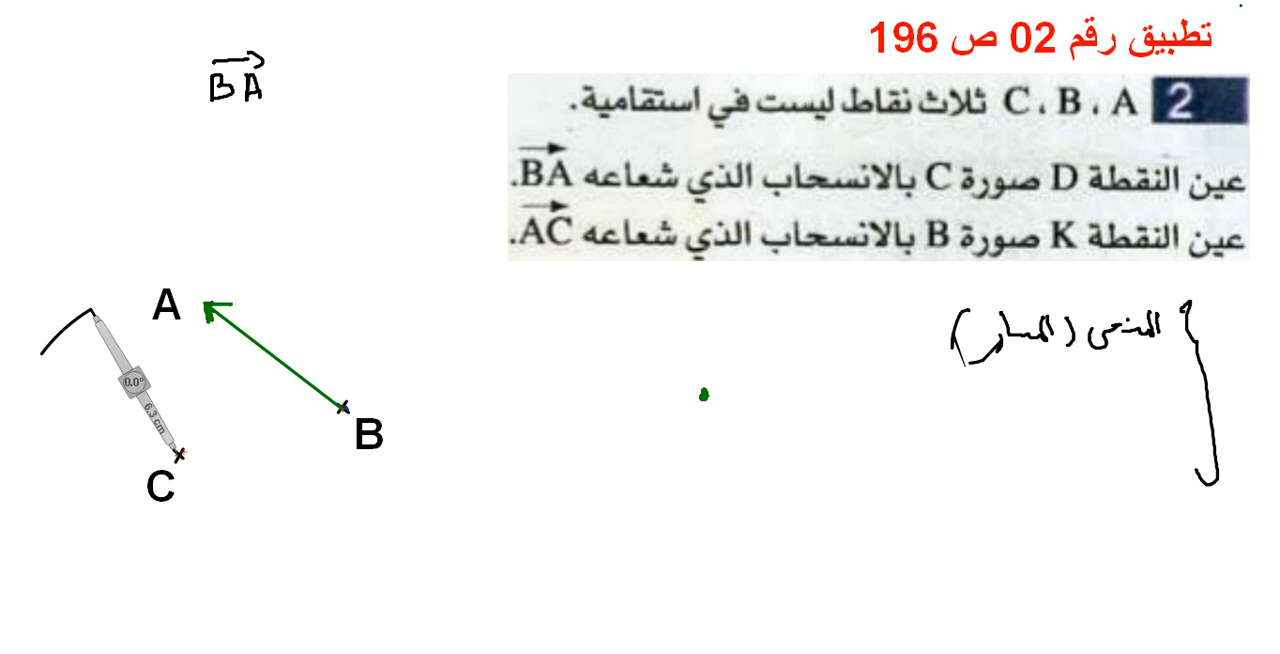 تطبيق رقم 02 ص 196
BA
2 C، B، A ثلاث نقاط ليست في استقامية.
عين النقطة D صورة C بالانسحاب الذي شعاعه BA.
عين النقطة K صورة B بالانسحاب الذي شعاعه AC.
المنحى (المسار)
A
0.0°
6.3 cm
B
C